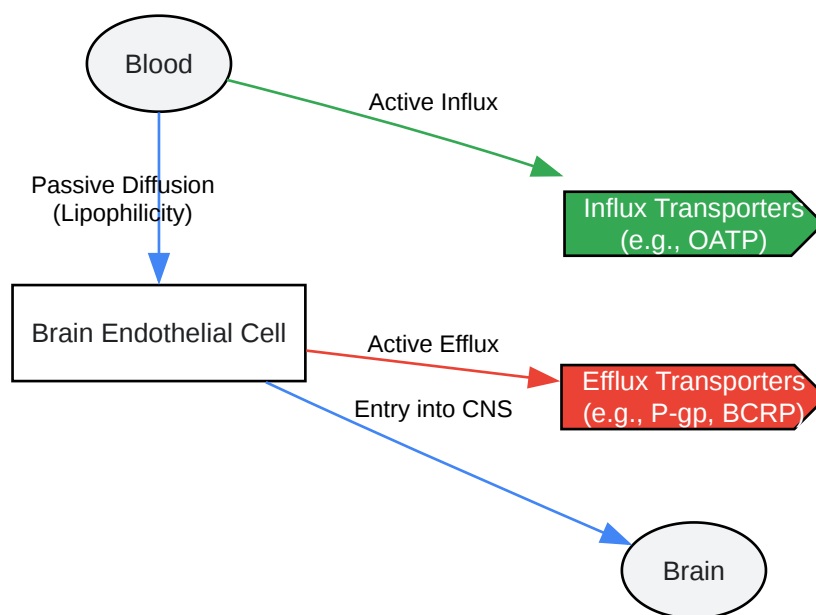 Blood
Active Influx
Passive Diffusion
(Lipophilicity)
Influx Transporters
(e.g., OATP)
Brain Endothelial Cell
Active Efflux
Efflux Transporters
(e.g., P-gp, BCRP)
Entry into CNS
Brain